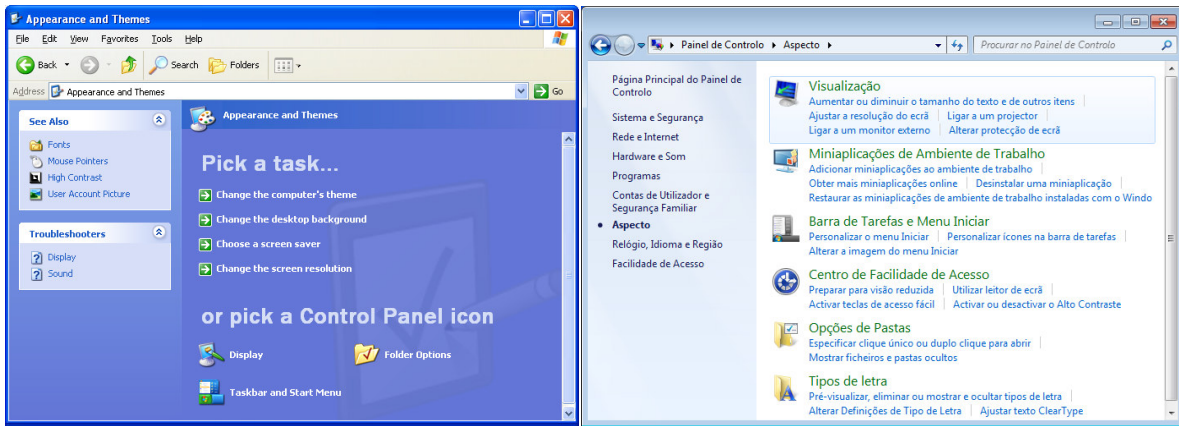 Appearance and Themes
File Edit View Favorites Tools Help
Back Search Folders
Address Appearance and Themes Go
See Also
Fonts
Mouse Pointers
High Contrast
User Account Picture
Troubleshooters
Display
Sound
Appearance and Themes
Pick a task...
Change the computer's theme
Change the desktop background
Choose a screen saver
Change the screen resolution
or pick a Control Panel icon
Display Folder Options
Taskbar and Start Menu
Painel de Controlo Aspecto Procurar no Painel de Controlo
Página Principal do Painel de
Controlo
Sistema e Segurança
Rede e Internet
Hardware e Som
Programas
Contas de Utilizador e
Segurança Familiar
Aspecto
Relógio, Idioma e Região
Facilidade de Acesso
Visualização
Aumentar ou diminuir o tamanho do texto e de outros itens
Ajustar a resolução do ecrã Ligar a um projector
Ligar a um monitor externo Alterar protecção de ecrã
Miniaplicações de Ambiente de Trabalho
Adicionar miniaplicações ao ambiente de trabalho
Obter mais miniaplicações online Desinstalar uma miniaplicação
Restaurar as miniaplicações de ambiente de trabalho instaladas com o Windo
Barra de Tarefas e Menu Iniciar
Personalizar o menu Iniciar Personalizar ícones na barra de tarefas
Alterar a imagem do menu Iniciar
Centro de Facilidade de Acesso
Preparar para visão reduzida Utilizar leitor de ecrã
Activar teclas de acesso fácil Activar ou desactivar o Alto Contraste
Opções de Pastas
Especificar clique único ou duplo clique para abrir
Mostrar ficheiros e pastas ocultos
Tipos de letra
Pré-visualizar, eliminar ou mostrar e ocultar tipos de letra
Alterar Definições de Tipo de Letra Ajustar texto ClearType